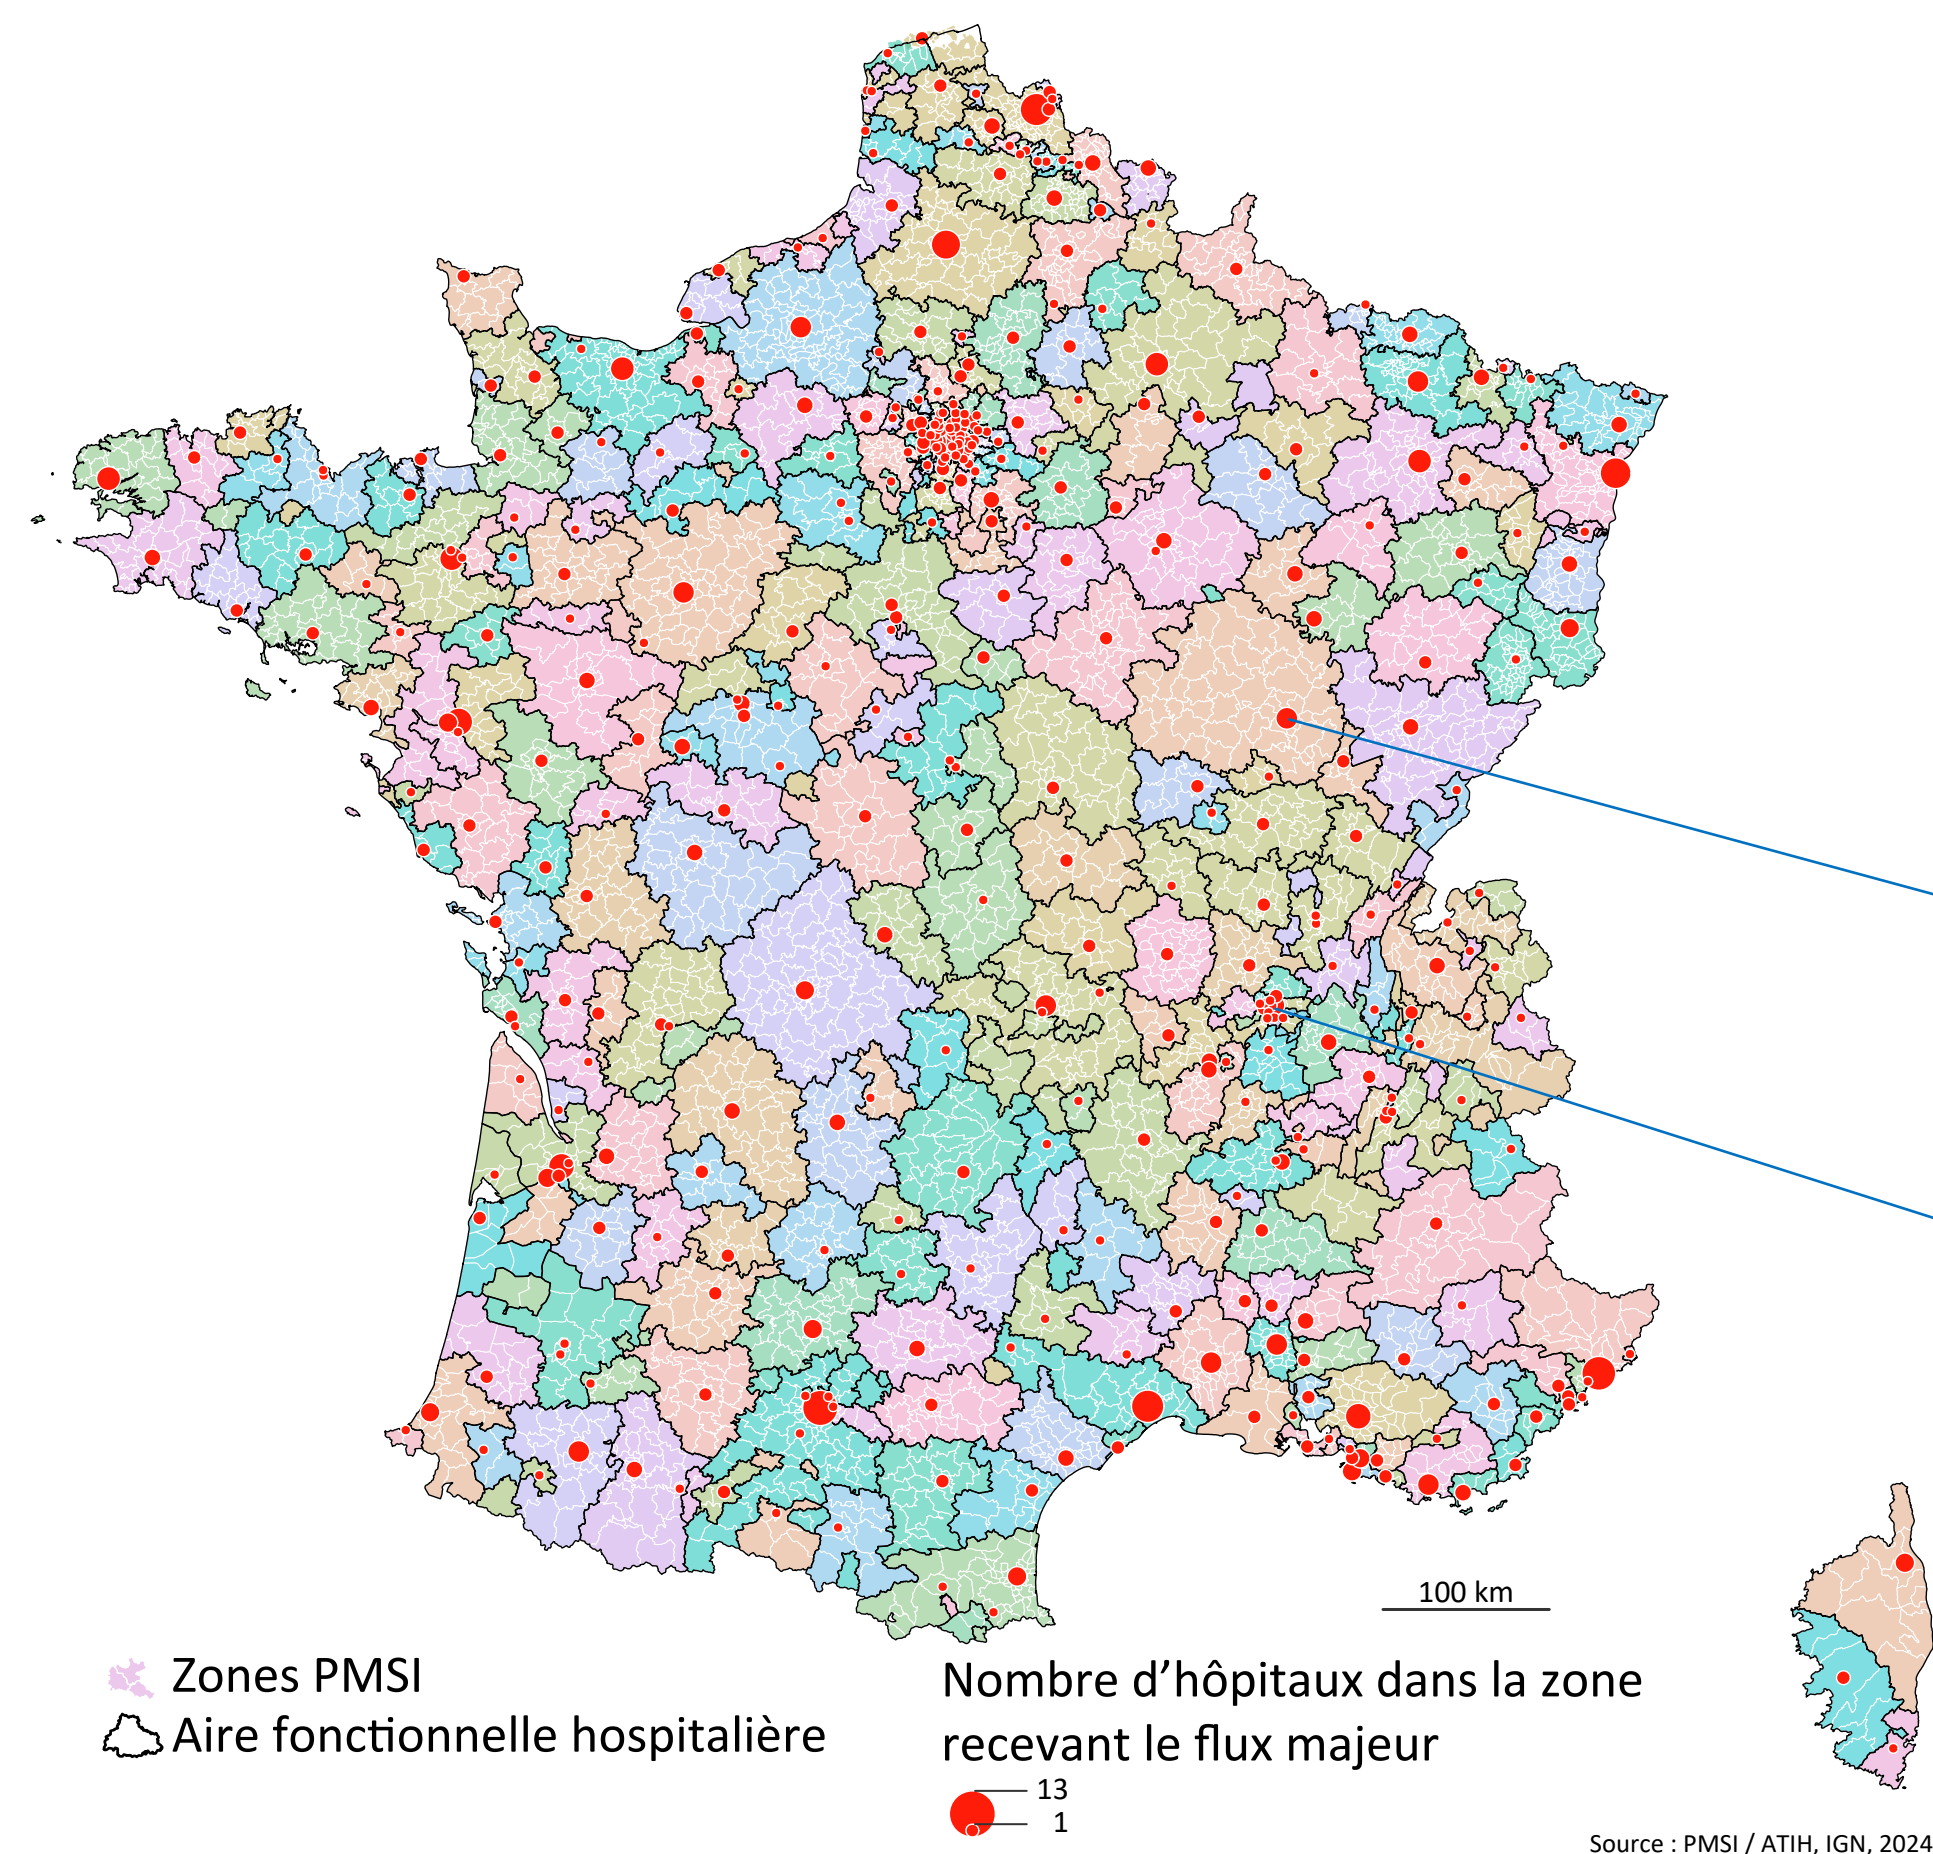 100 km
Zones PMSI
Aire fonctionnelle hospitalière
Nombre d’hôpitaux dans la zone
recevant le flux majeur
13
1
Source : PMSI / ATIH, IGN, 2024